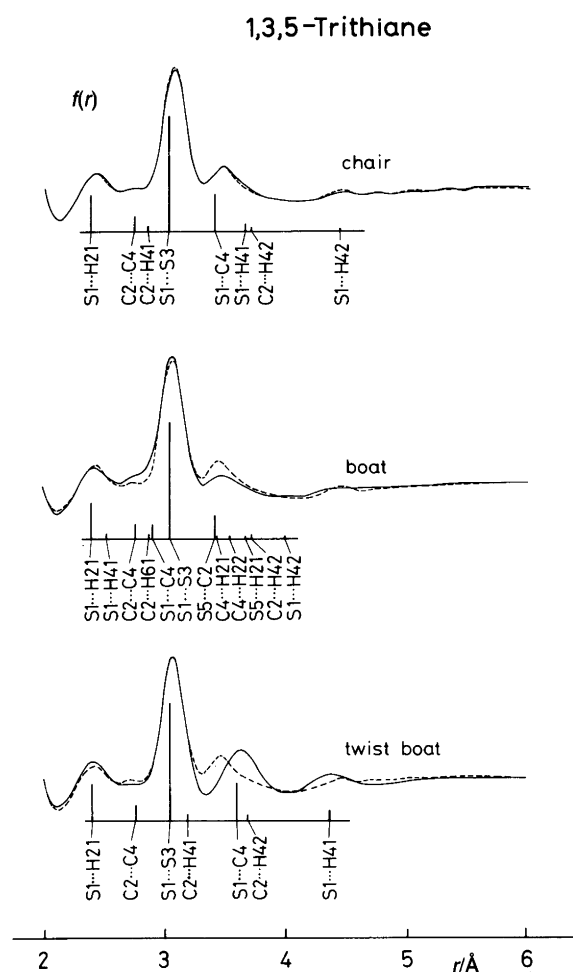 1,3,5-Trithiane
f(r)
chair
S1···H21
C2···C4
C2···H41
S1···S3
S1···C4
S1···H41
C2···H42
S1···H42
boat
S1···H21
S1···H41
C2···C4
C2···H61
S1···C4
S1···S3
S5···C2
C4···H21
C4···H22
S5···H21
C2···H42
S1···H42
twist boat
S1···H21
C2···C4
S1···S3
C2···H41
S1···C4
C2···H42
S1···H41
2 3 4 5 r/Å 6